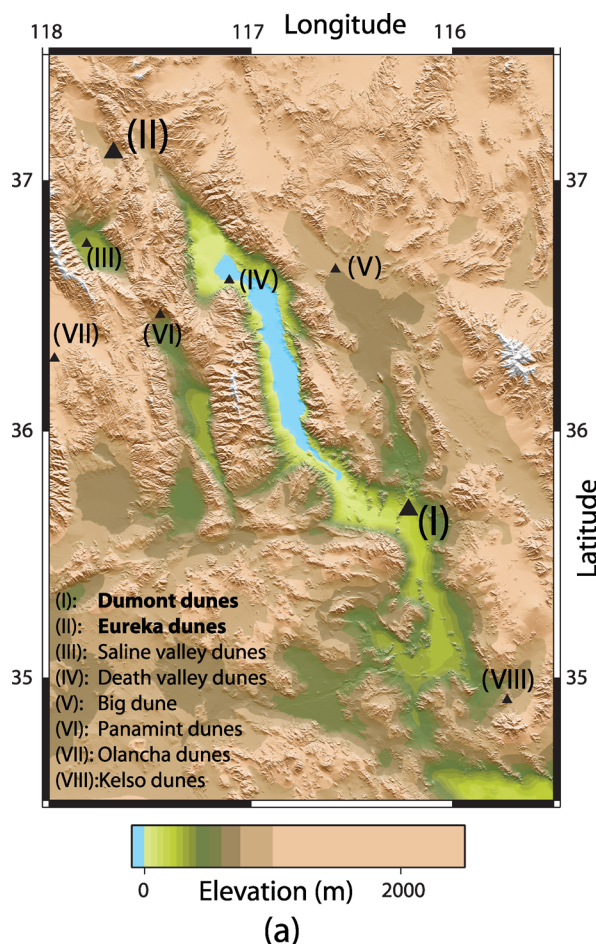 Longitude
118 117 116
(II)
37 37
(III)
(IV)
(V)
(VI)
(VII)
36 36
(I)
Latitude
(I): Dumont dunes
(II): Eureka dunes
(III): Saline valley dunes
(IV): Death valley dunes
(V): Big dune
(VI): Panamint dunes
(VII): Olancha dunes
(VIII):Kelso dunes
35 35
(VIII)
0 Elevation (m) 2000
(a)